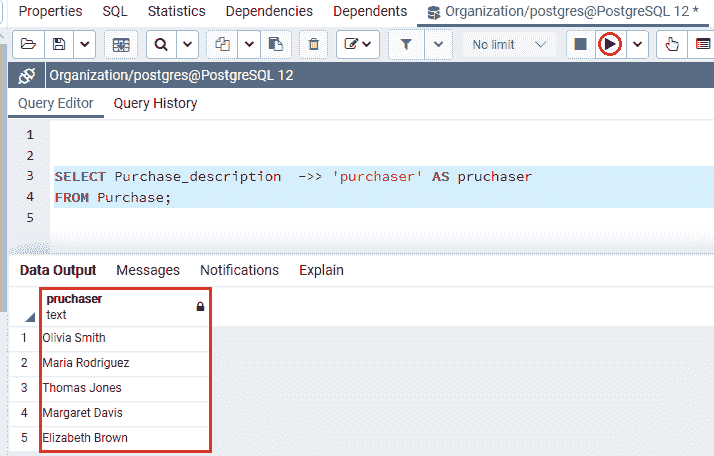 Properties SQL Statistics Dependencies Dependents Organization/postgres@PostgreSQL 12 *
No limit
Organization/postgres@PostgreSQL 12
Query Editor Query History
1
2
3 SELECT Purchase_description ->> 'purchaser' AS pruchaser
4 FROM Purchase;
5
Data Output Messages Notifications Explain
pruchaser
text
1 Olivia Smith
2 Maria Rodriguez
3 Thomas Jones
4 Margaret Davis
5 Elizabeth Brown